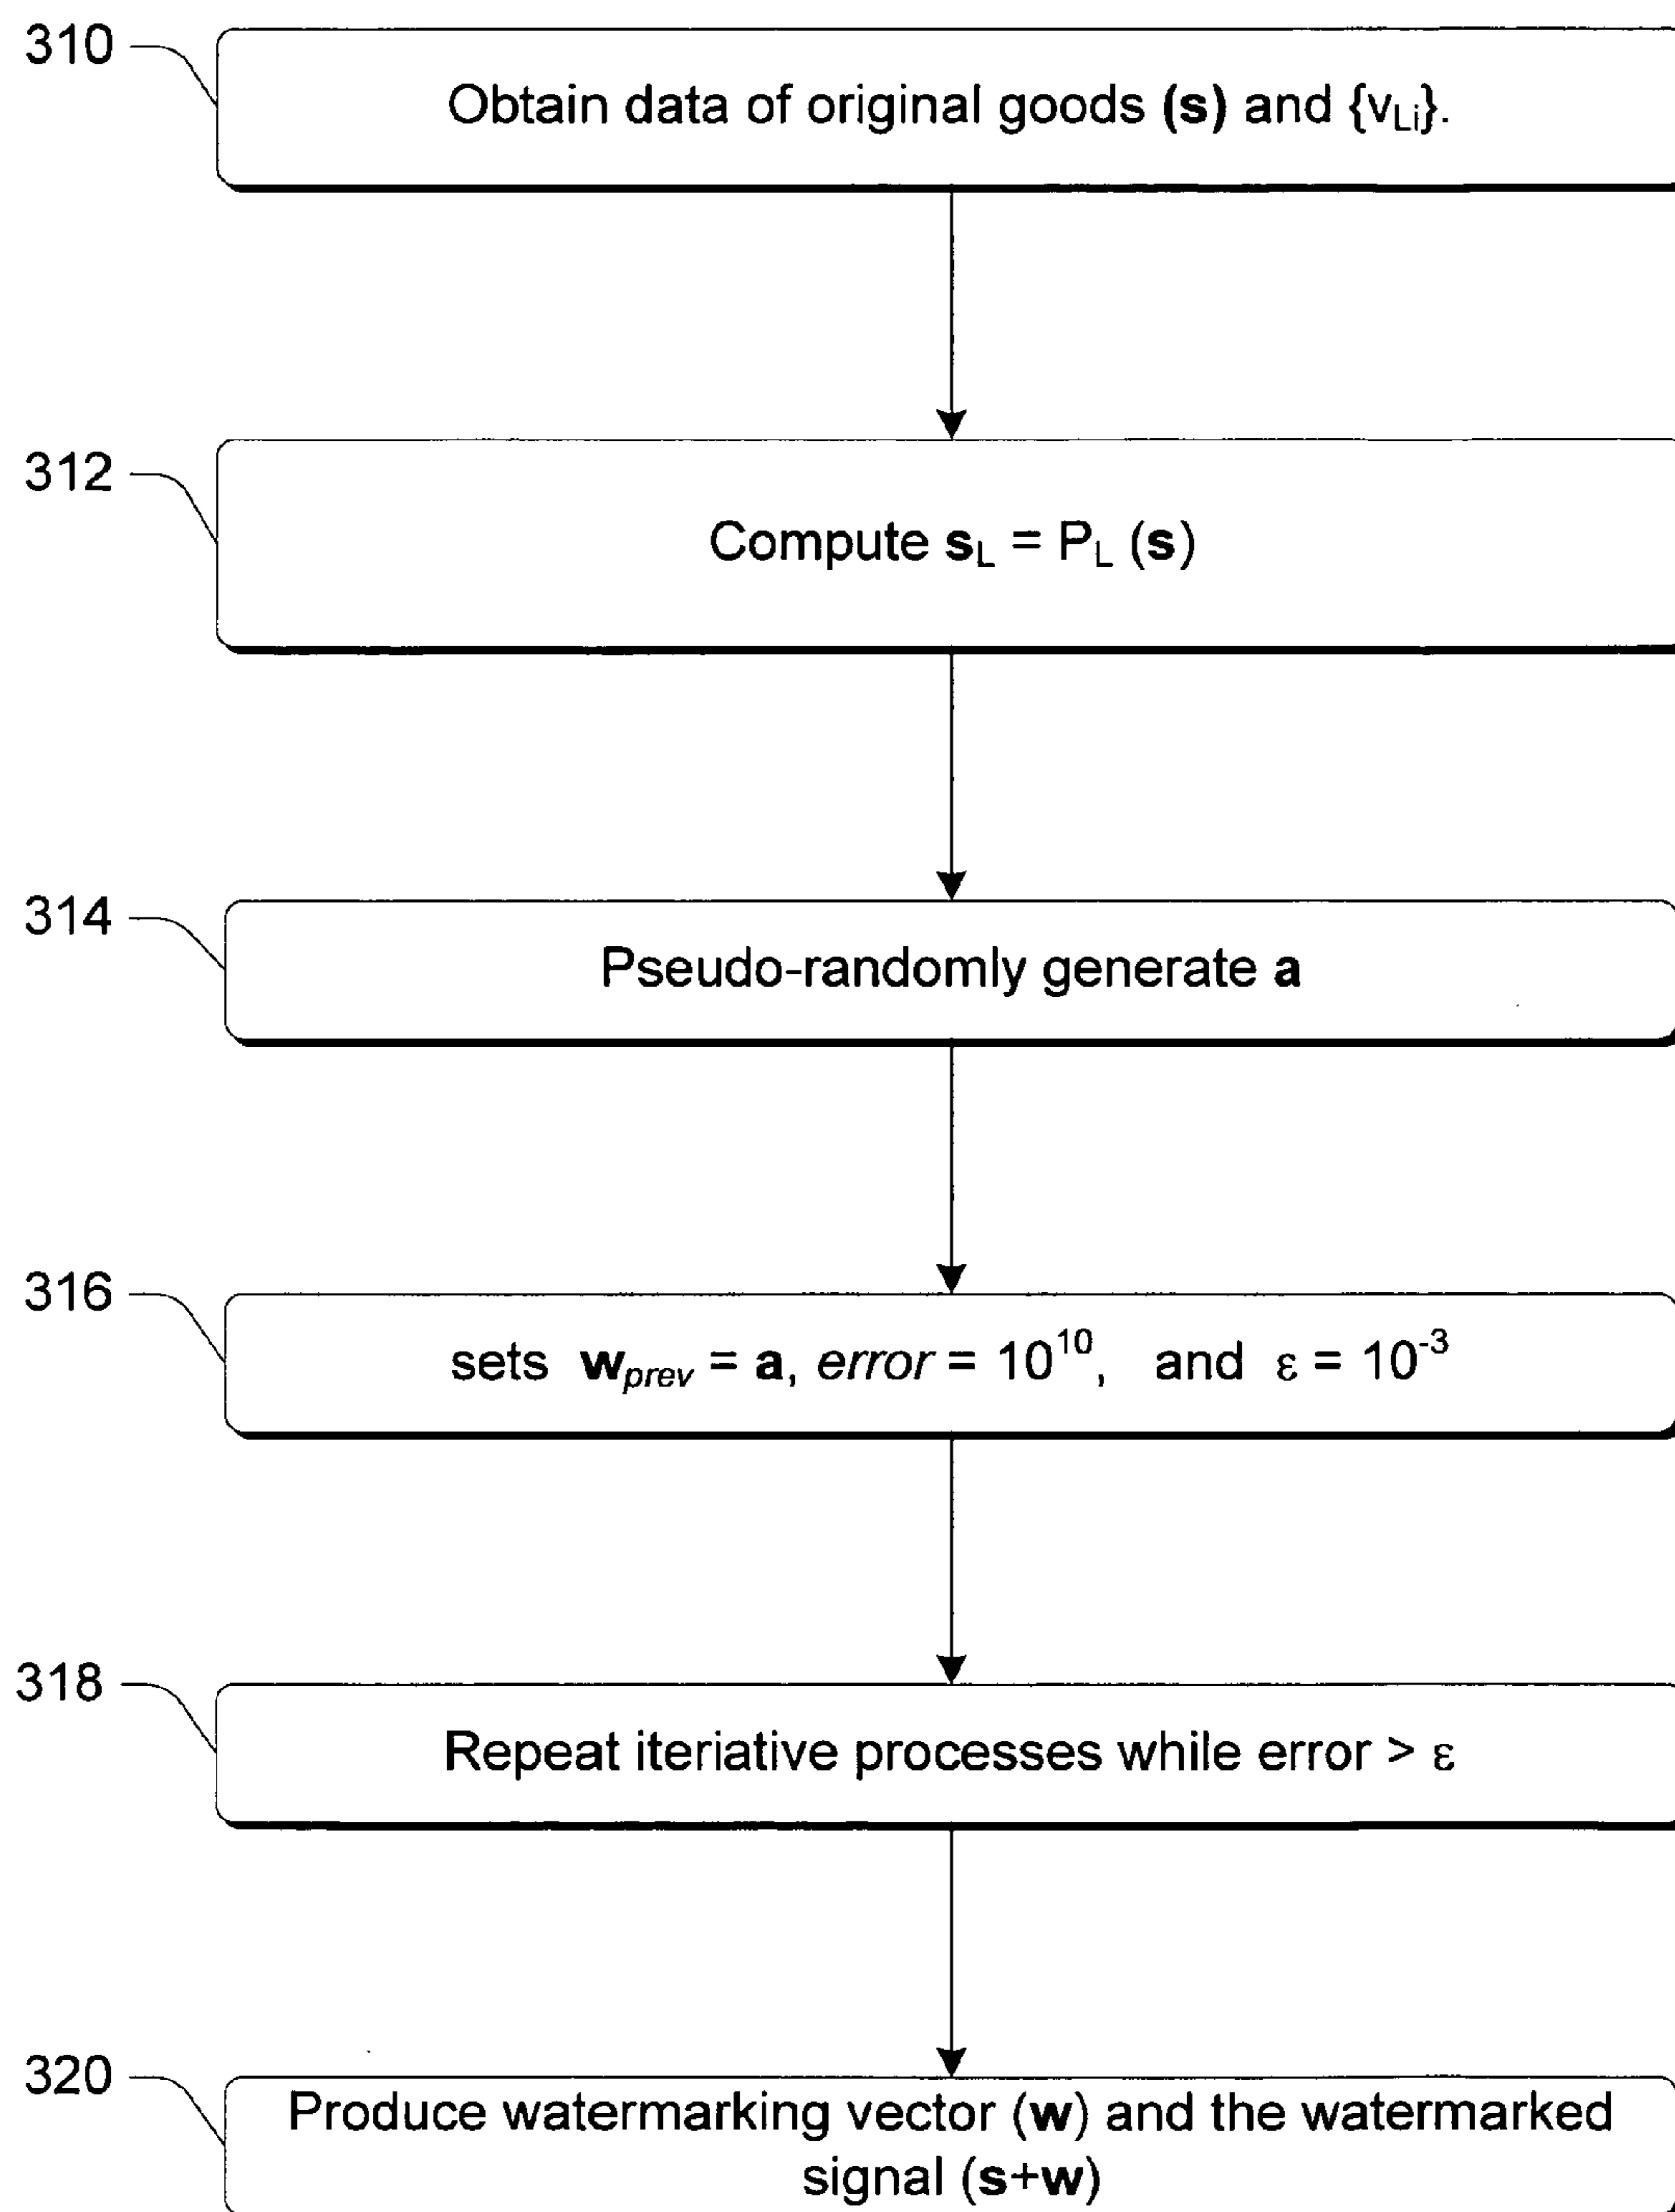 310
Obtain data of original goods (s) and {vLi}.
312
Compute sL = PL (s)
314
Pseudo-randomly generate a
316
sets wprev = a, error = 10^10, and ε = 10^-3
318
Repeat iteriative processes while error > ε
320
Produce watermarking vector (w) and the watermarked
signal (s+w)